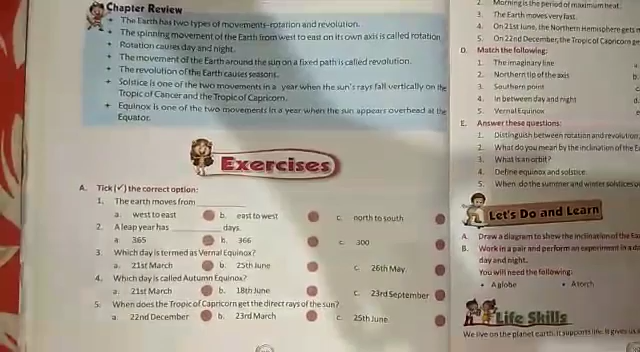 Chapter Review
The Earth has two types of movements-rotation and revolution.
The spinning movement of the Earth from west to east on its own axis is called rotation
Rotation causes day and night.
The movement of the Earth around the sun on a fixed path is called revolution.
The revolution of the Earth causes seasons.
Solstice is one of the two movements in a year when the sun's rays fall vertically on the
Tropic of Cancer and the Tropic of Capricorn.
Equinox is one of the two movements in a year when the sun appears overhead at the
Equator.
Exercises
A. Tick (✓) the correct option:
1. The earth moves from ________
a. west to east b. east to west c. north to south
2. A leap year has ________ days.
a. 365 b. 366 c. 300
3. Which day is termed as Vernal Equinox?
a. 21st March b. 25th June c. 26th May
4. Which day is called Autumn Equinox?
a. 21st March b. 18th June c. 23rd September
5. When does the Tropic of Capricorn get the direct rays of the sun?
a. 22nd December b. 23rd March c. 25th June
2. Morning is the period of maximum heat.
3. The Earth moves very fast.
4. On 21st June, the Northern Hemisphere gets
5. On 22nd December, the Tropic of Capricorn
D. Match the following:
1. The imaginary line
2. Northern tip of the axis b.
3. Southern point
4. In between day and night
5. Vernal Equinox
E. Answer these questions:
1. Distinguish between rotation and revolution.
2. What do you mean by the inclination of the
3. What is an orbit?
4. Define equinox and solstice.
5. When do the summer and winter solstices
Let's Do and Learn
A. Draw a diagram to show the inclination of the
B. Work in a pair and perform an experiment
day and night.
You will need the following:
• A globe • A torch
Life Skills
We live on the planet earth. It supports life. It gives us